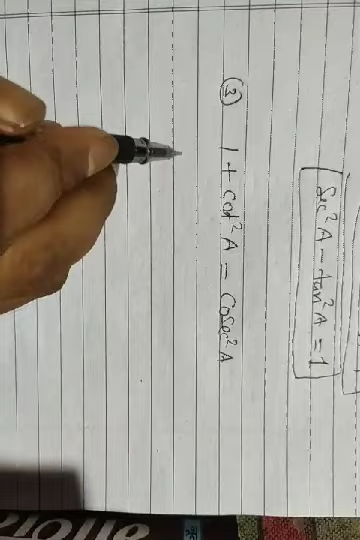 Sec²A - tan²A = 1
③ 1 + cot²A = Cosec²A